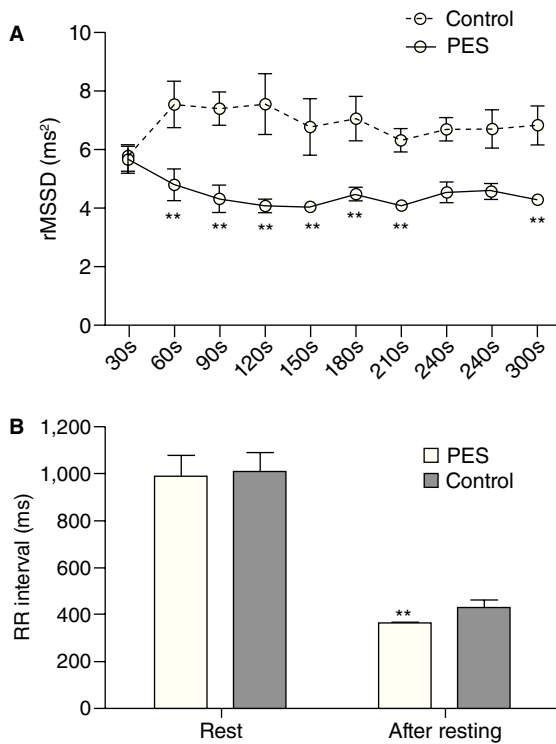 A
Control
PES
rMSSD (ms²)
10
8
6
4
2
0
** ** ** ** ** ** **
30s 60s 90s 120s 150s 180s 210s 240s 240s 300s
B
RR interval (ms)
1,200
1,000
800
600
400
200
0
PES
Control
**
Rest After resting